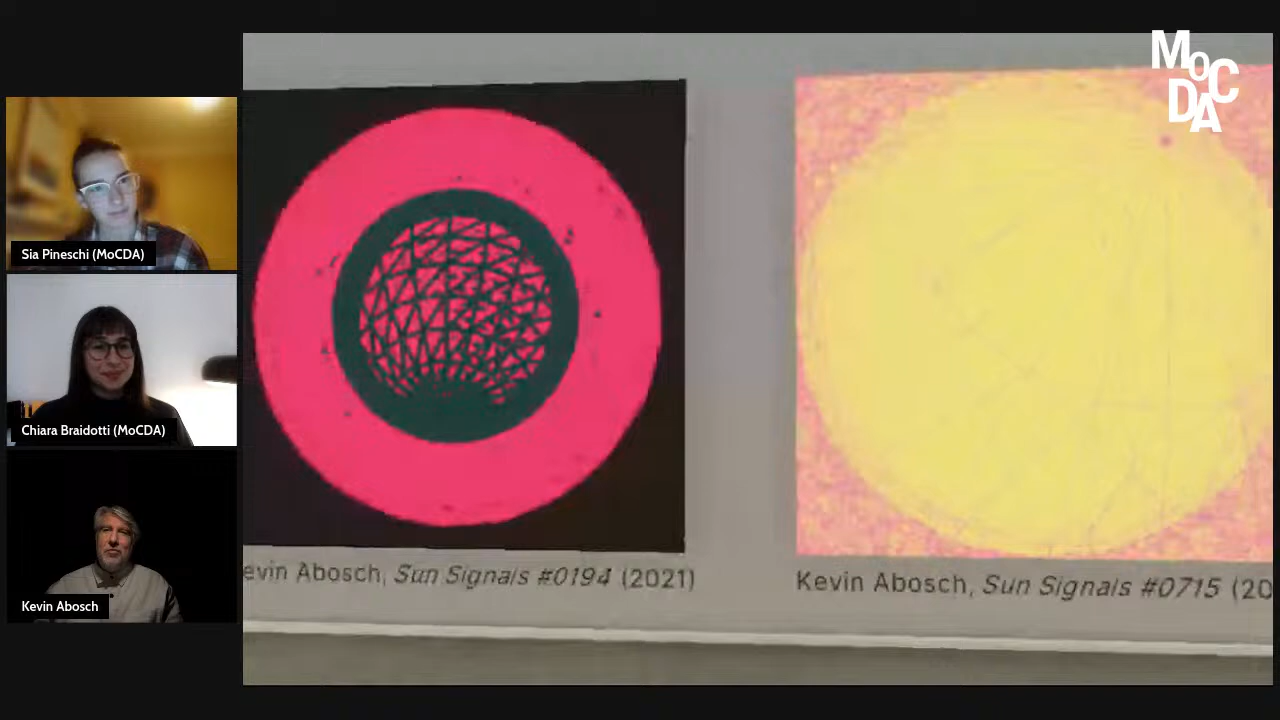 MoCDA
Sia Pineschi (MoCDA)
Chiara Braidotti (MoCDA)
Kevin Abosch
evin Abosch, Sun Signals #0194 (2021)
Kevin Abosch, Sun Signals #0715 (20